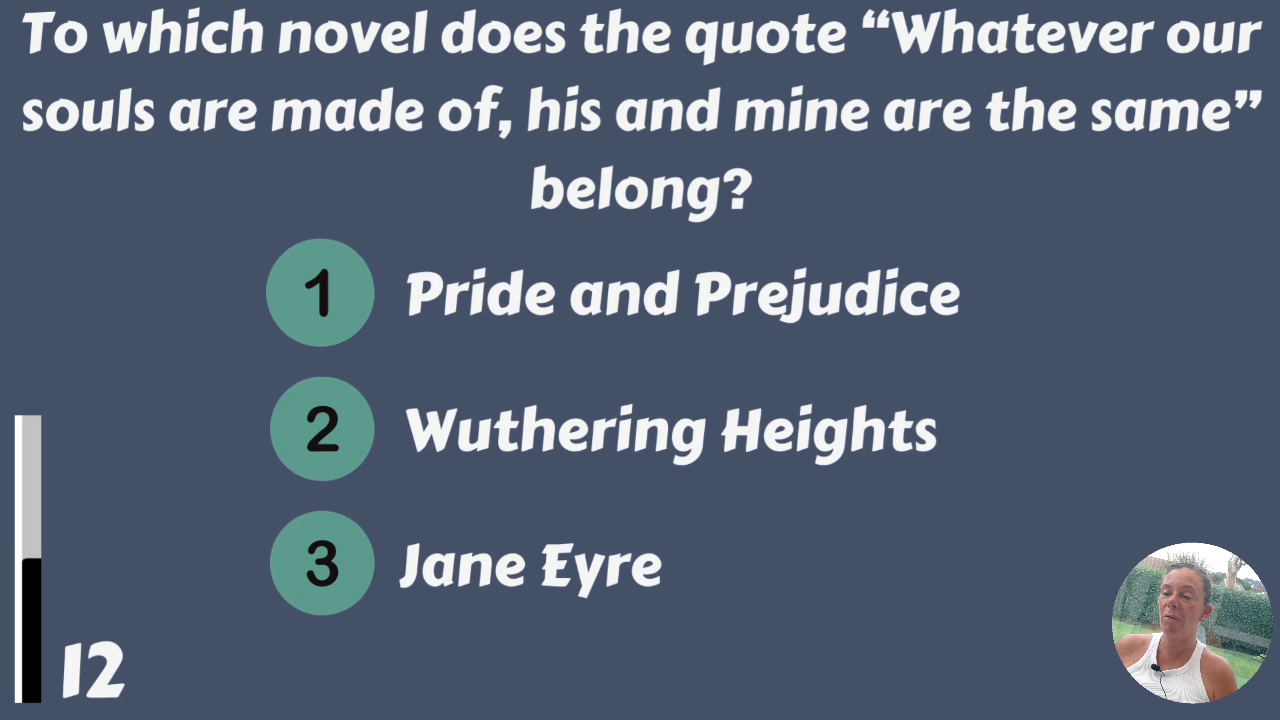 To which novel does the quote “Whatever our
souls are made of, his and mine are the same”
belong?
1 Pride and Prejudice
2 Wuthering Heights
3 Jane Eyre
12